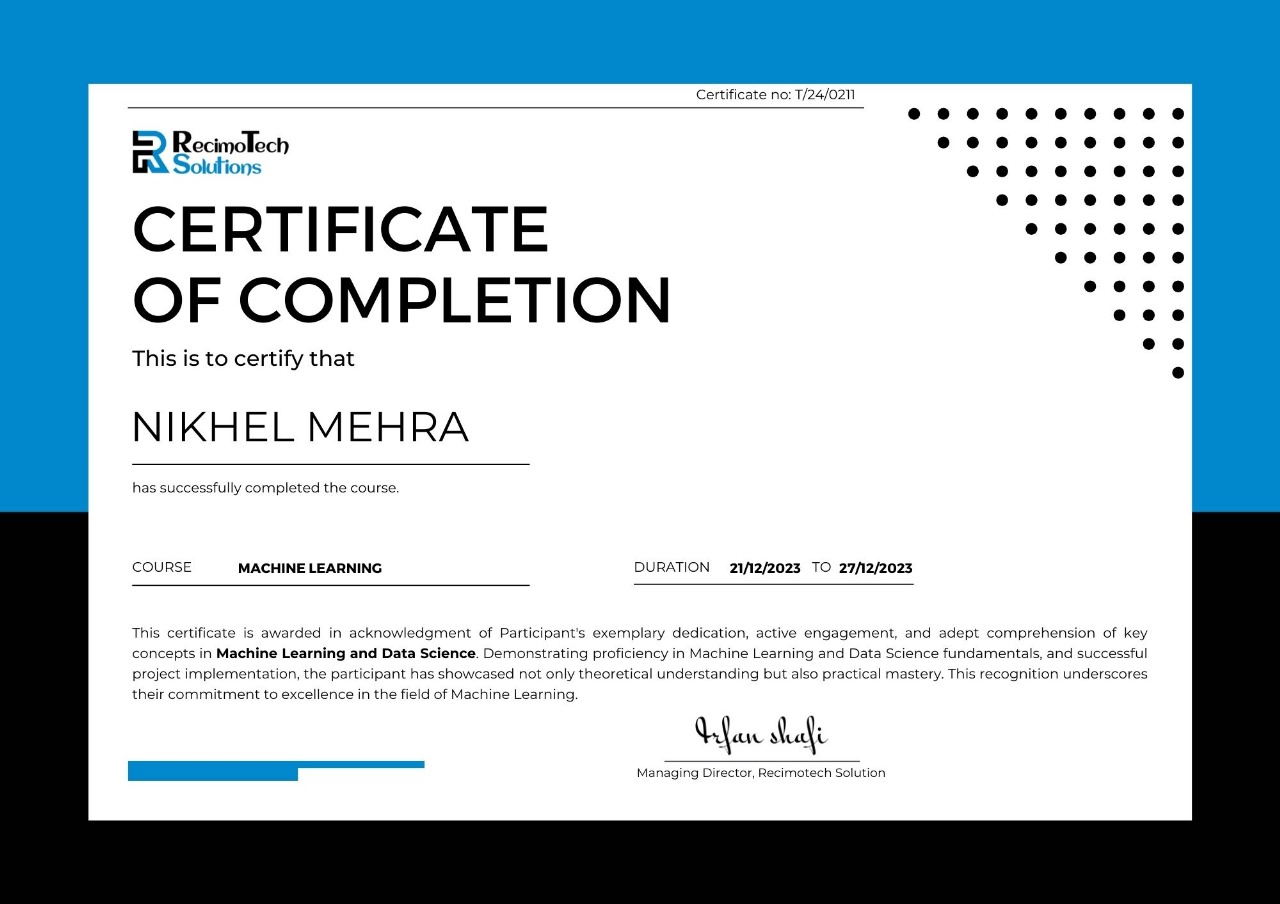 Certificate no: T/24/0211
RecimoTech
Solutions
CERTIFICATE
OF COMPLETION
This is to certify that
NIKHEL MEHRA
has successfully completed the course.
COURSE MACHINE LEARNING DURATION 21/12/2023 TO 27/12/2023
This certificate is awarded in acknowledgment of Participant's exemplary dedication, active engagement, and adept comprehension of key
concepts in Machine Learning and Data Science. Demonstrating proficiency in Machine Learning and Data Science fundamentals, and successful
project implementation, the participant has showcased not only theoretical understanding but also practical mastery. This recognition underscores
their commitment to excellence in the field of Machine Learning.
Irfan shafi
Managing Director, Recimotech Solution